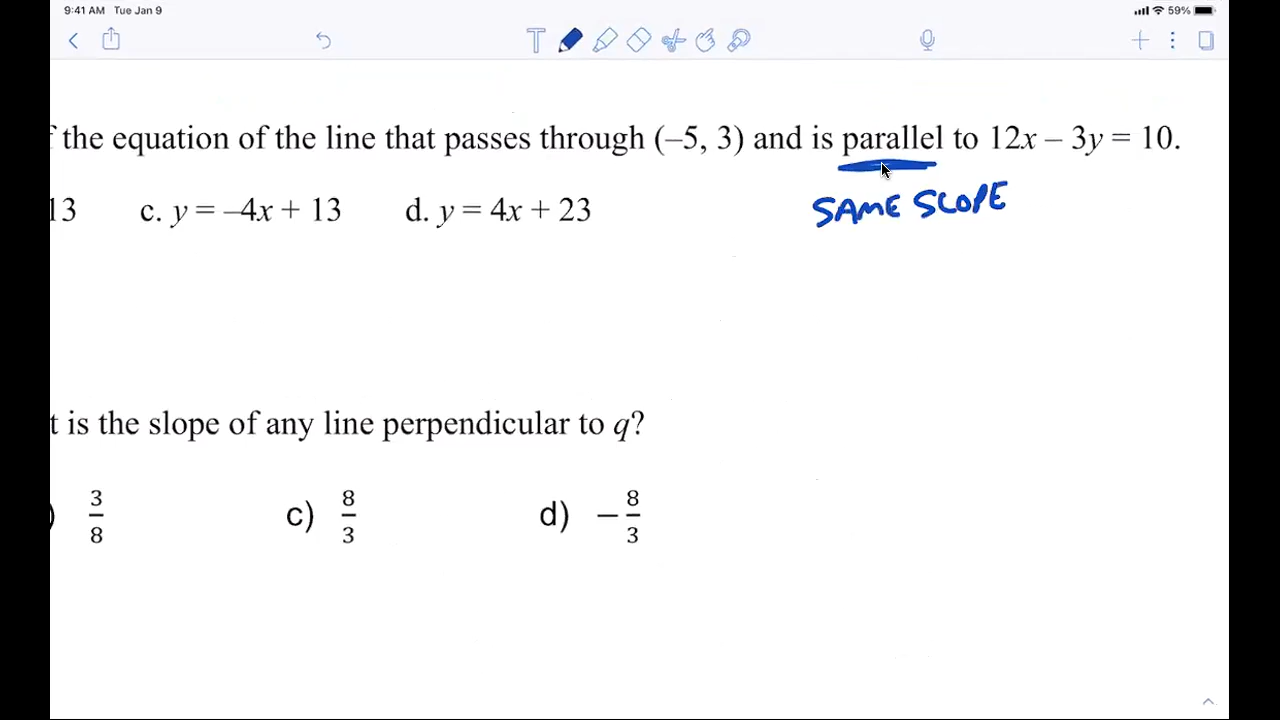 9:41 AM Tue Jan 9 59%
f the equation of the line that passes through (–5, 3) and is parallel to 12x – 3y = 10.
13 c. y = –4x + 13 d. y = 4x + 23
SAME SLOPE
t is the slope of any line perpendicular to q?
) 3/8 c) 8/3 d) –8/3